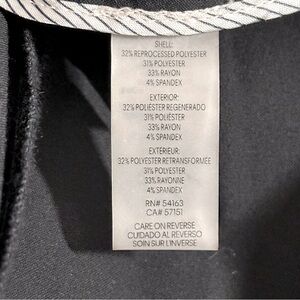 SHELL:
32% REPROCESSED POLYESTER
31% POLYESTER
33% RAYON
4% SPANDEX
EXTERIOR:
32% POLIÉSTER REGENERADO
31% POLIÉSTER
33% RAYON
4% SPANDEX
EXTÉRIEUR:
32% POLYESTER RETRANSFORMÉE
31% POLYESTER
33% RAYONNE
4% SPANDEX
RN# 54163
CA# 57151
CARE ON REVERSE
CUIDADO AL REVERSO
SOIN SUR L'INVERSE